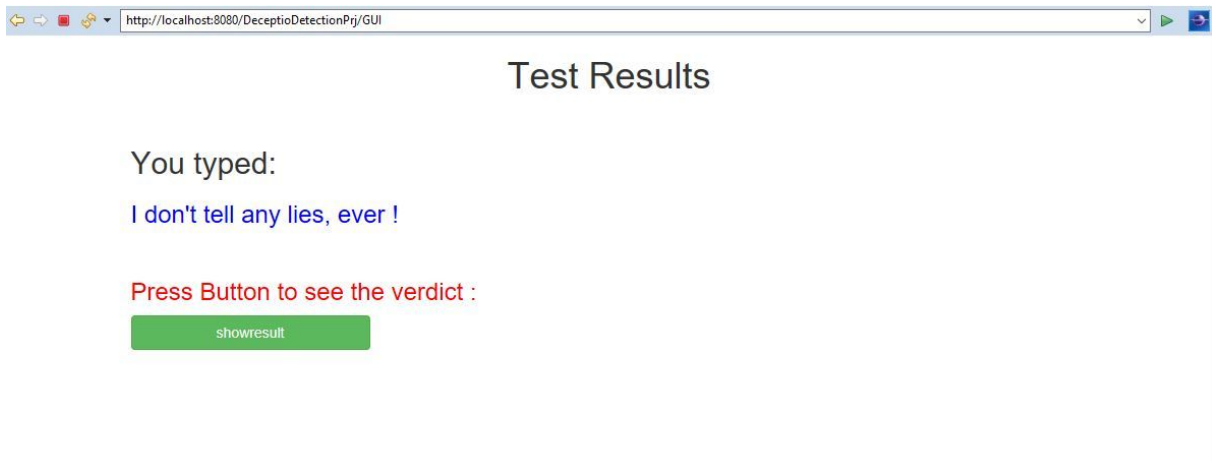 http://localhost:8080/DeceptioDetectionPrj/GUI
Test Results
You typed:
I don't tell any lies, ever !
Press Button to see the verdict :
showresult